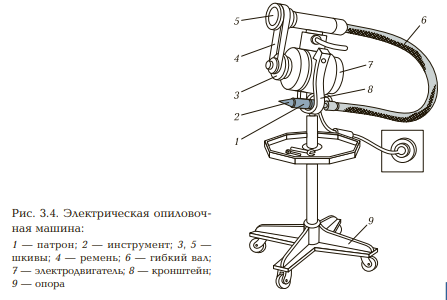 5
6
4
7
3
8
2
1
9
Рис. 3.4. Электрическая опиловоч-
ная машина:
1 — патрон; 2 — инструмент; 3, 5 —
шкивы; 4 — ремень; 6 — гибкий вал;
7 — электродвигатель; 8 — кронштейн;
9 — опора